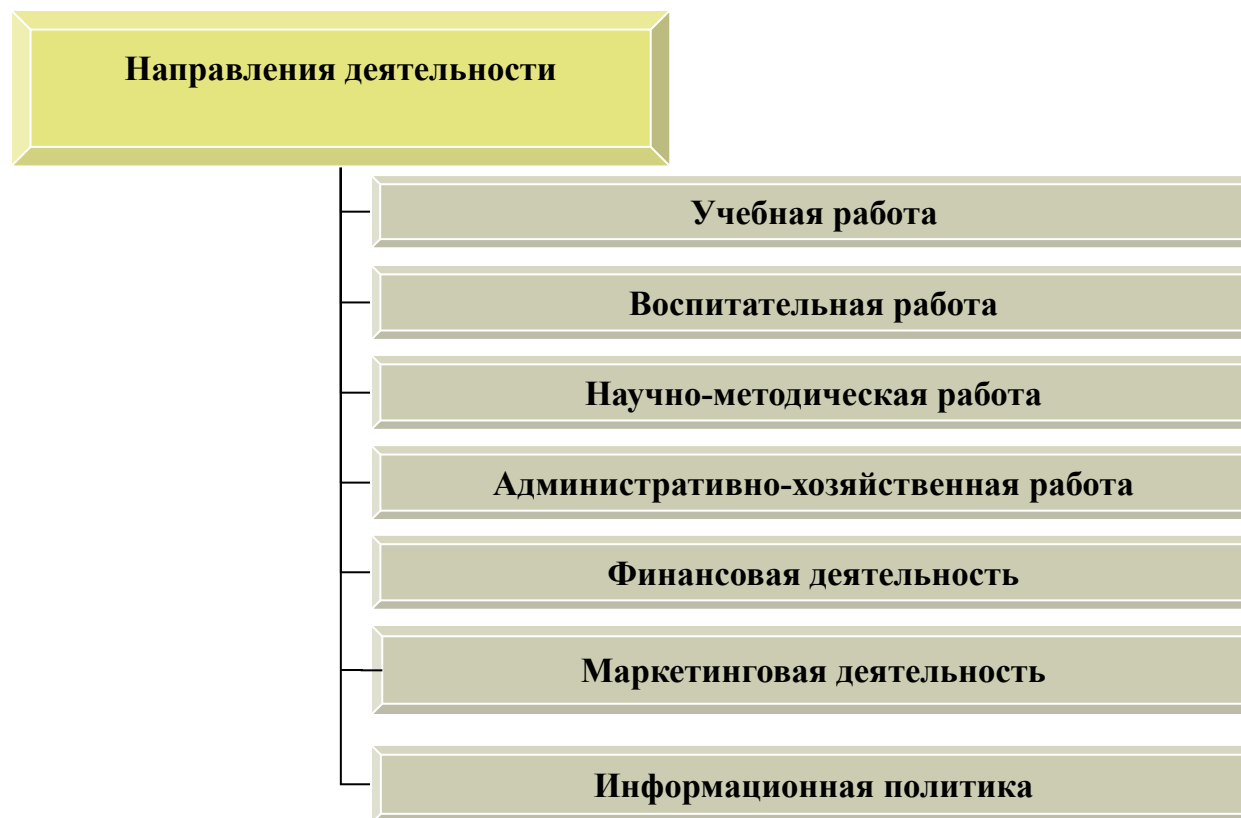 Направления деятельности
Учебная работа
Воспитательная работа
Научно-методическая работа
Административно-хозяйственная работа
Финансовая деятельность
Маркетинговая деятельность
Информационная политика